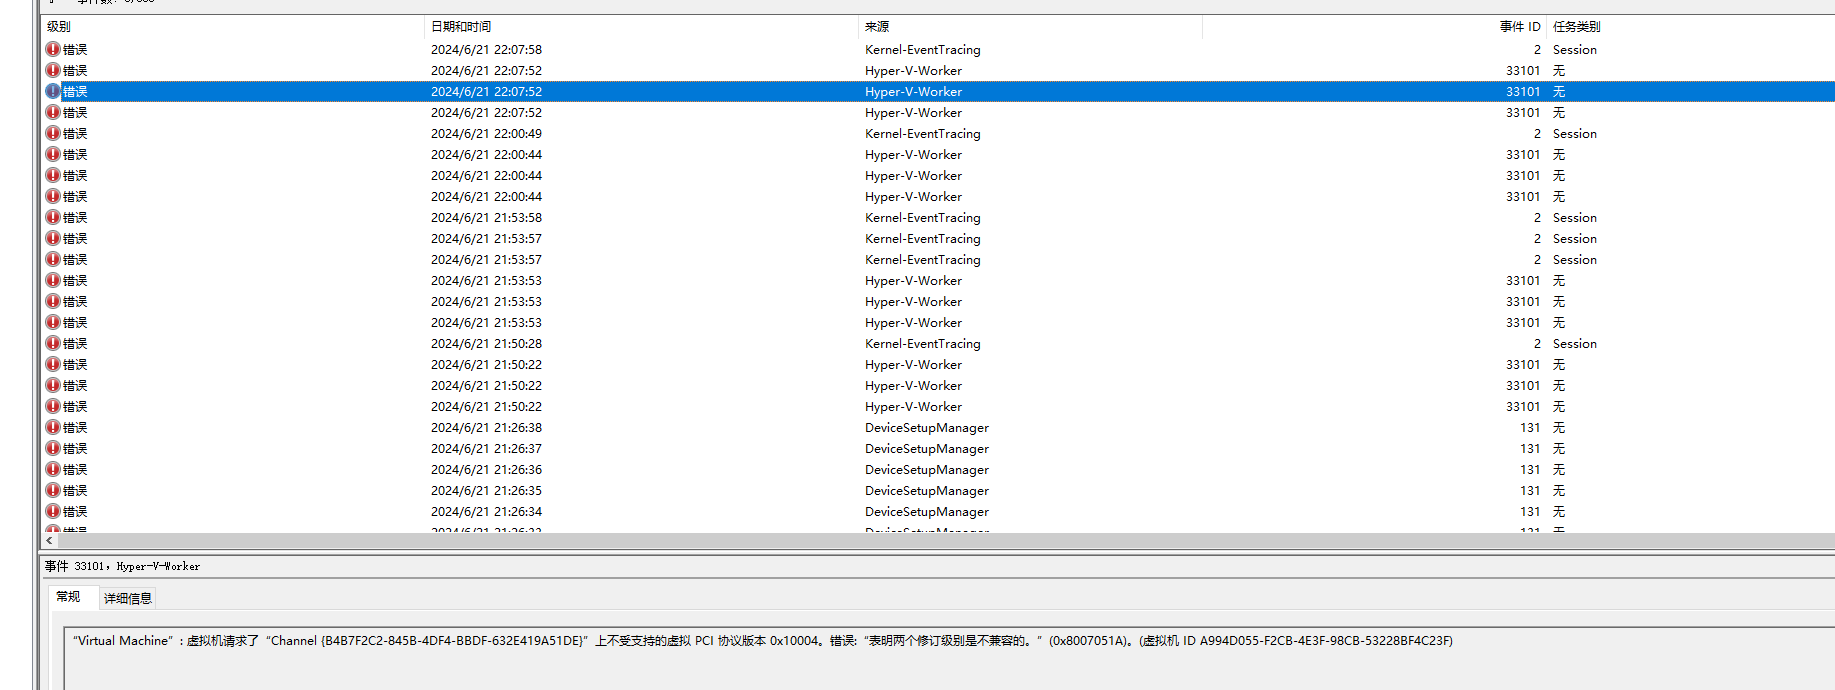 级别 日期和时间 来源 事件 ID 任务类别
错误 2024/6/21 22:07:58 Kernel-EventTracing 2 Session
错误 2024/6/21 22:07:52 Hyper-V-Worker 33101 无
错误 2024/6/21 22:07:52 Hyper-V-Worker 33101 无
错误 2024/6/21 22:07:52 Hyper-V-Worker 33101 无
错误 2024/6/21 22:00:49 Kernel-EventTracing 2 Session
错误 2024/6/21 22:00:44 Hyper-V-Worker 33101 无
错误 2024/6/21 22:00:44 Hyper-V-Worker 33101 无
错误 2024/6/21 22:00:44 Hyper-V-Worker 33101 无
错误 2024/6/21 21:53:58 Kernel-EventTracing 2 Session
错误 2024/6/21 21:53:57 Kernel-EventTracing 2 Session
错误 2024/6/21 21:53:57 Kernel-EventTracing 2 Session
错误 2024/6/21 21:53:53 Hyper-V-Worker 33101 无
错误 2024/6/21 21:53:53 Hyper-V-Worker 33101 无
错误 2024/6/21 21:53:53 Hyper-V-Worker 33101 无
错误 2024/6/21 21:50:28 Kernel-EventTracing 2 Session
错误 2024/6/21 21:50:22 Hyper-V-Worker 33101 无
错误 2024/6/21 21:50:22 Hyper-V-Worker 33101 无
错误 2024/6/21 21:50:22 Hyper-V-Worker 33101 无
错误 2024/6/21 21:26:38 DeviceSetupManager 131 无
错误 2024/6/21 21:26:37 DeviceSetupManager 131 无
错误 2024/6/21 21:26:36 DeviceSetupManager 131 无
错误 2024/6/21 21:26:35 DeviceSetupManager 131 无
错误 2024/6/21 21:26:34 DeviceSetupManager 131 无
事件 33101，Hyper-V-Worker
常规 详细信息
“Virtual Machine”: 虚拟机请求了“Channel {B4B7F2C2-845B-4DF4-BBDF-632E419A51DE}”上不受支持的虚拟 PCI 协议版本 0x10004。错误:“表明两个修订级别是不兼容的。”(0x8007051A)。(虚拟机 ID A994D055-F2CB-4E3F-98CB-53228BF4C23F)